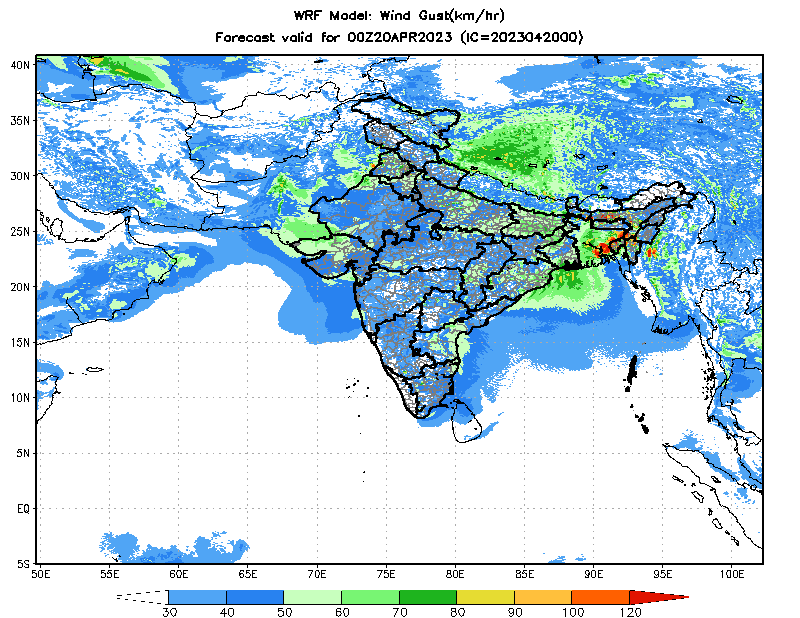 WRF Model: Wind Gust(km/hr)
Forecast valid for 00Z20APR2023 (IC=2023042000)
40N
35N
30N
25N
20N
15N
10N
5N
EQ
5S
50E 55E 60E 65E 70E 75E 80E 85E 90E 95E 100E
30 40 50 60 70 80 90 100 120